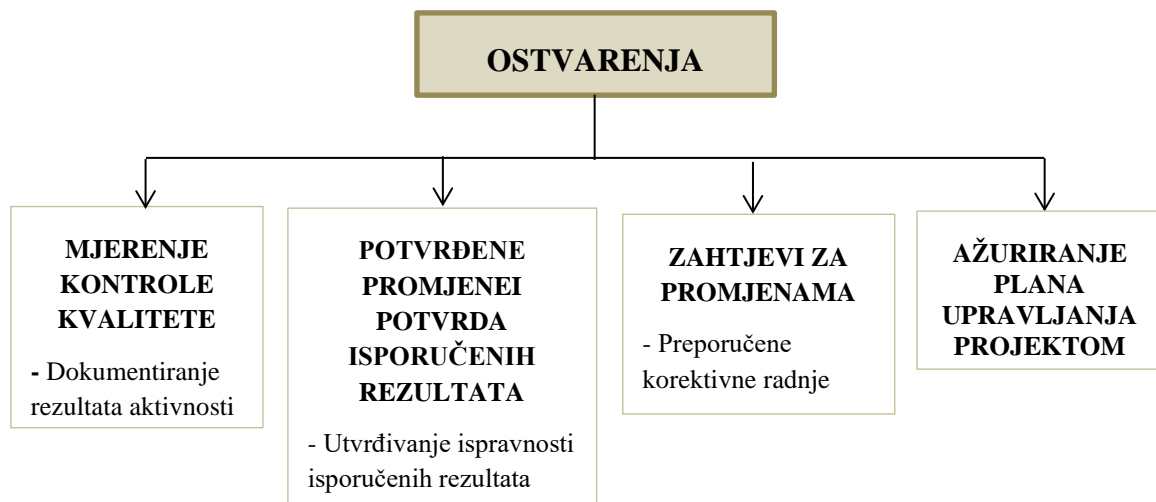 OSTVARENJA
MJERENJE
KONTROLE
KVALITETE
- Dokumentiranje
rezultata aktivnosti
POTVRĐENE
PROMJENEI
POTVRDA
ISPORUČENIH
REZULTATA
- Utvrđivanje ispravnosti
isporučenih rezultata
ZAHTJEVI ZA
PROMJENAMA
- Preporučene
korektivne radnje
AŽURIRANJE
PLANA
UPRAVLJANJA
PROJEKTOM